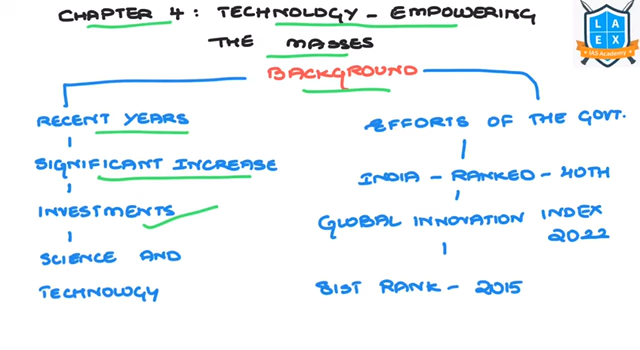 CHAPTER 4: TECHNOLOGY - EMPOWERING
THE MASSES
BACKGROUND
RECENT YEARS
SIGNIFICANT INCREASE
INVESTMENTS
SCIENCE AND
TECHNOLOGY
EFFORTS OF THE GOVT.
INDIA - RANKED - 40TH
GLOBAL INNOVATION INDEX
2022
81ST RANK - 2015
LAEX
IAS Academy